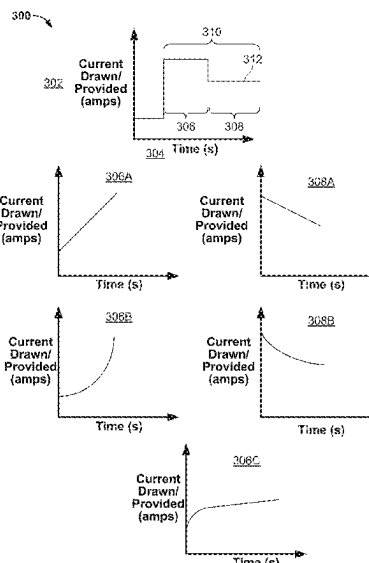 300
310
Current
Drawn/
Provided
(amps)
302
312
306
308
304
Time (s)
306A
Current
Drawn/
Provided
(amps)
Time (s)
308A
Current
Drawn/
Provided
(amps)
Time (s)
306B
Current
Drawn/
Provided
(amps)
Time (s)
308B
Current
Drawn/
Provided
(amps)
Time (s)
306C
Current
Drawn/
Provided
(amps)
Time (s)